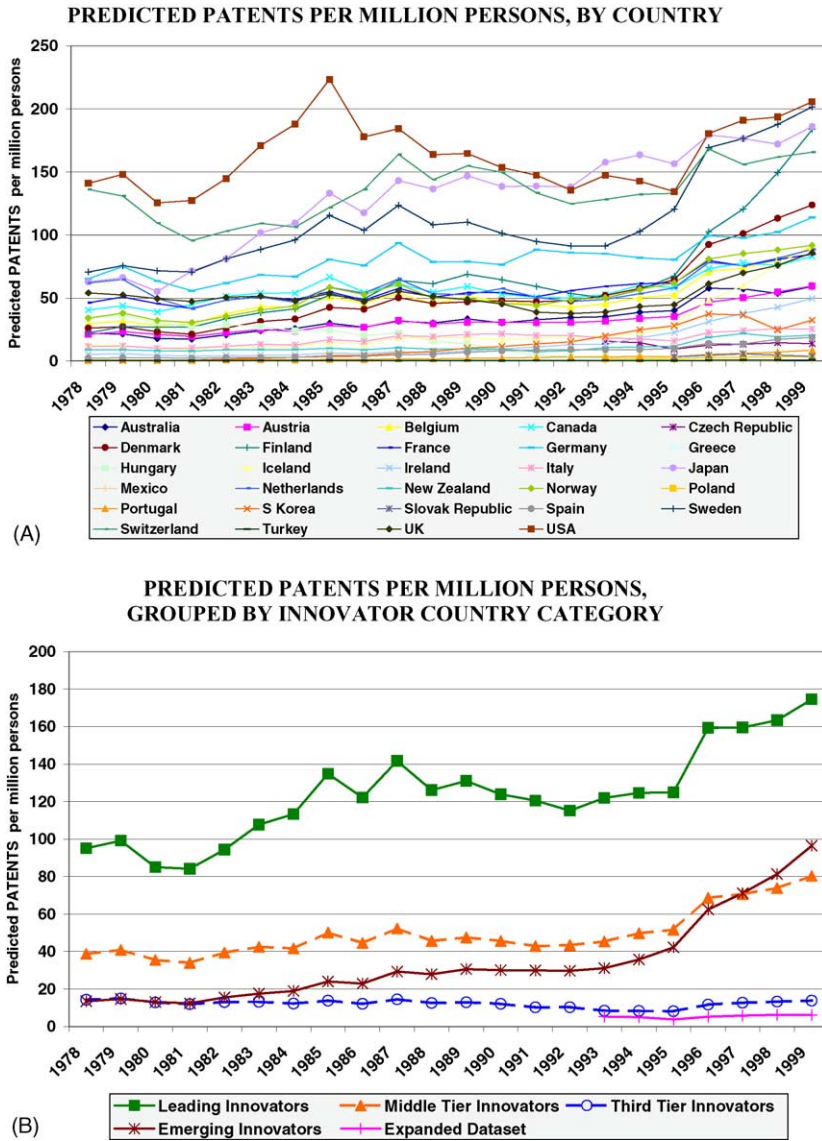 PREDICTED PATENTS PER MILLION PERSONS, BY COUNTRY
Predicted PATENTS per million persons
250
200
150
100
50
0
1978 1979 1980 1981 1982 1983 1984 1985 1986 1987 1988 1989 1990 1991 1992 1993 1994 1995 1996 1997 1998 1999
Australia Austria Belgium Canada Czech Republic
Denmark Finland France Germany Greece
Hungary Iceland Ireland Italy Japan
Mexico Netherlands New Zealand Norway Poland
Portugal S Korea Slovak Republic Spain Sweden
Switzerland Turkey UK USA
(A)
PREDICTED PATENTS PER MILLION PERSONS,
GROUPED BY INNOVATOR COUNTRY CATEGORY
Predicted PATENTS per million persons
200
180
160
140
120
100
80
60
40
20
0
1978 1979 1980 1981 1982 1983 1984 1985 1986 1987 1988 1989 1990 1991 1992 1993 1994 1995 1996 1997 1998 1999
Leading Innovators Middle Tier Innovators Third Tier Innovators
Emerging Innovators Expanded Dataset
(B)